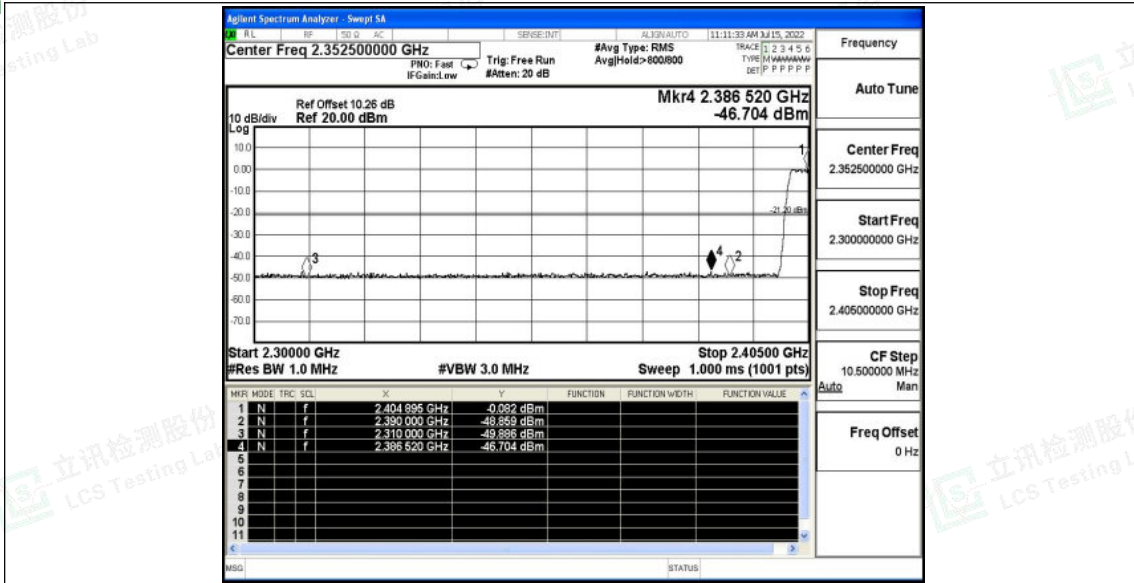 Agilent Spectrum Analyzer - Swept SA
RL RF 50 Ω AC SENSE:INT ALIGNAUTO 11:11:33 AM Jul 15, 2022
Center Freq 2.352500000 GHz
PNO: Fast
IFGain:Low
Trig: Free Run
#Atten: 20 dB
#Avg Type: RMS
Avg|Hold:>800/800
TRACE 1 2 3 4 5 6
TYPE
DET P P P P P P
Mkr4 2.386 520 GHz
-46.704 dBm
Ref Offset 10.26 dB
10 dB/div Ref 20.00 dBm
Log
10.0
0.00
-10.0
-20.0
-30.0
-40.0
-50.0
-60.0
-70.0
1
-21.20 dBm
3
4
2
Start 2.30000 GHz Stop 2.40500 GHz
#Res BW 1.0 MHz #VBW 3.0 MHz Sweep 1.000 ms (1001 pts)
MKR MODE TRC SCL X Y FUNCTION FUNCTION WIDTH FUNCTION VALUE
1 N f 2.404 895 GHz -0.082 dBm
2 N f 2.390 000 GHz -48.859 dBm
3 N f 2.310 000 GHz -49.886 dBm
4 N f 2.386 520 GHz -46.704 dBm
5
6
7
8
9
10
11
MSG STATUS
Frequency
Auto Tune
Center Freq
2.352500000 GHz
Start Freq
2.300000000 GHz
Stop Freq
2.405000000 GHz
CF Step
10.500000 MHz
Auto Man
Freq Offset
0 Hz
立讯检测股份
LCS Testing Lab
立讯检测股份